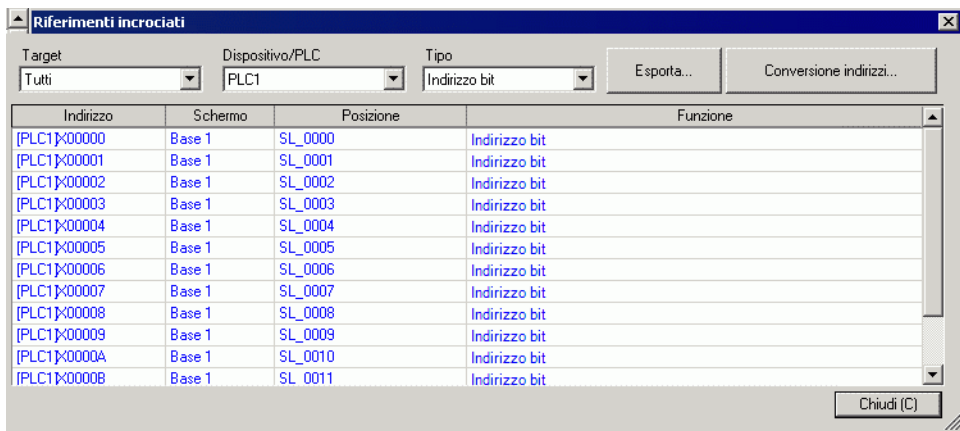 Riferimenti incrociati
Target Dispositivo/PLC Tipo
Tutti PLC1 Indirizzo bit Esporta... Conversione indirizzi...
Indirizzo Schermo Posizione Funzione
[PLC1]X00000 Base 1 SL_0000 Indirizzo bit
[PLC1]X00001 Base 1 SL_0001 Indirizzo bit
[PLC1]X00002 Base 1 SL_0002 Indirizzo bit
[PLC1]X00003 Base 1 SL_0003 Indirizzo bit
[PLC1]X00004 Base 1 SL_0004 Indirizzo bit
[PLC1]X00005 Base 1 SL_0005 Indirizzo bit
[PLC1]X00006 Base 1 SL_0006 Indirizzo bit
[PLC1]X00007 Base 1 SL_0007 Indirizzo bit
[PLC1]X00008 Base 1 SL_0008 Indirizzo bit
[PLC1]X00009 Base 1 SL_0009 Indirizzo bit
[PLC1]X0000A Base 1 SL_0010 Indirizzo bit
[PLC1]X0000B Base 1 SL_0011 Indirizzo bit
Chiudi (C)